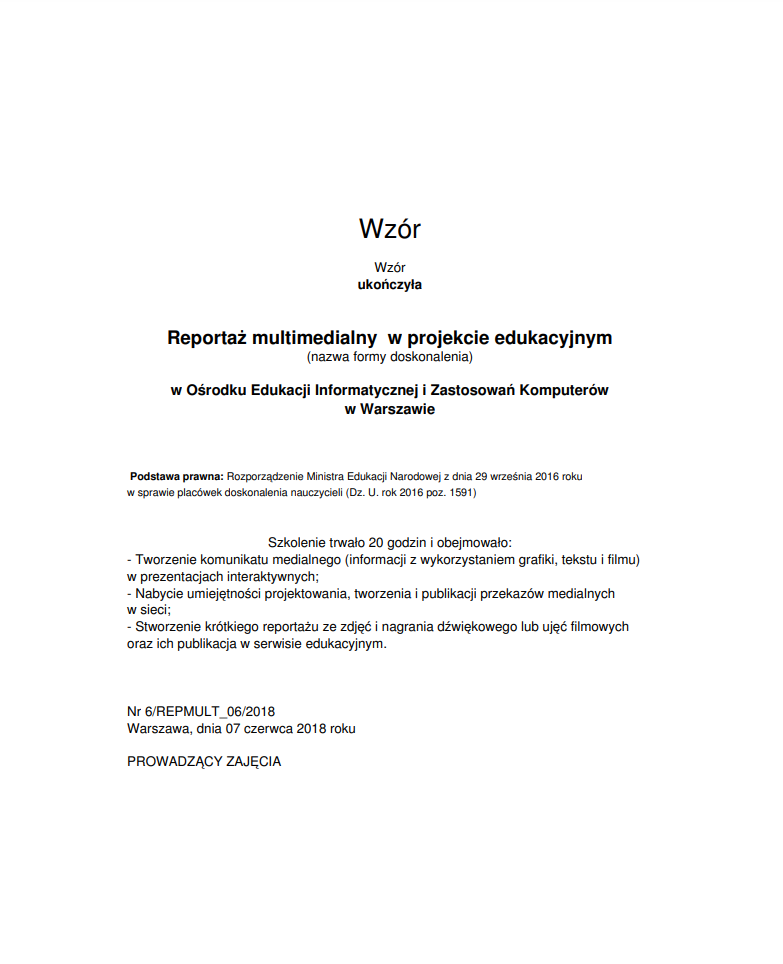 Wzór
Wzór
ukończyła
Reportaż multimedialny w projekcie edukacyjnym
(nazwa formy doskonalenia)
w Ośrodku Edukacji Informatycznej i Zastosowań Komputerów
w Warszawie
Podstawa prawna: Rozporządzenie Ministra Edukacji Narodowej z dnia 29 września 2016 roku
w sprawie placówek doskonalenia nauczycieli (Dz. U. rok 2016 poz. 1591)
Szkolenie trwało 20 godzin i obejmowało:
- Tworzenie komunikatu medialnego (informacji z wykorzystaniem grafiki, tekstu i filmu)
w prezentacjach interaktywnych;
- Nabycie umiejętności projektowania, tworzenia i publikacji przekazów medialnych
w sieci;
- Stworzenie krótkiego reportażu ze zdjęć i nagrania dźwiękowego lub ujęć filmowych
oraz ich publikacja w serwisie edukacyjnym.
Nr 6/REPMULT_06/2018
Warszawa, dnia 07 czerwca 2018 roku
PROWADZĄCY ZAJĘCIA